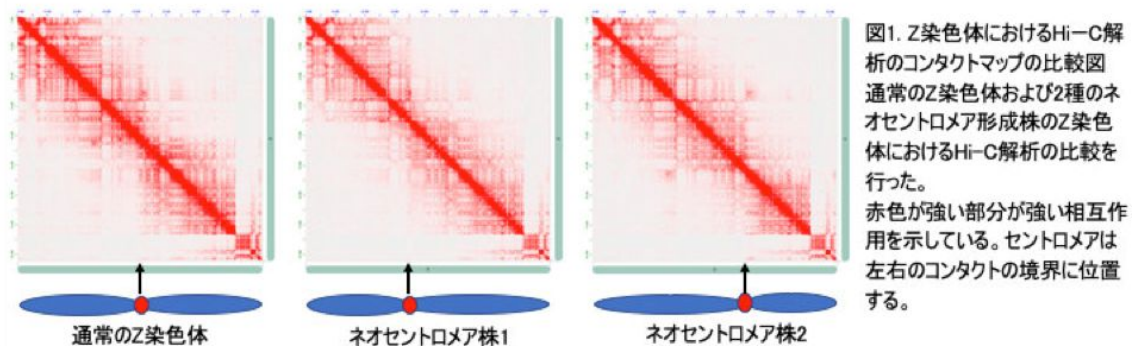 図1. Z染色体におけるHi-C解
析のコンタクトマップの比較図
通常のZ染色体および2種のネ
オセントロメア形成株のZ染色
体におけるHi-C解析の比較を
行った。
赤色が強い部分が強い相互作
用を示している。セントロメアは
左右のコンタクトの境界に位置
する。
通常のZ染色体
ネオセントロメア株1
ネオセントロメア株2